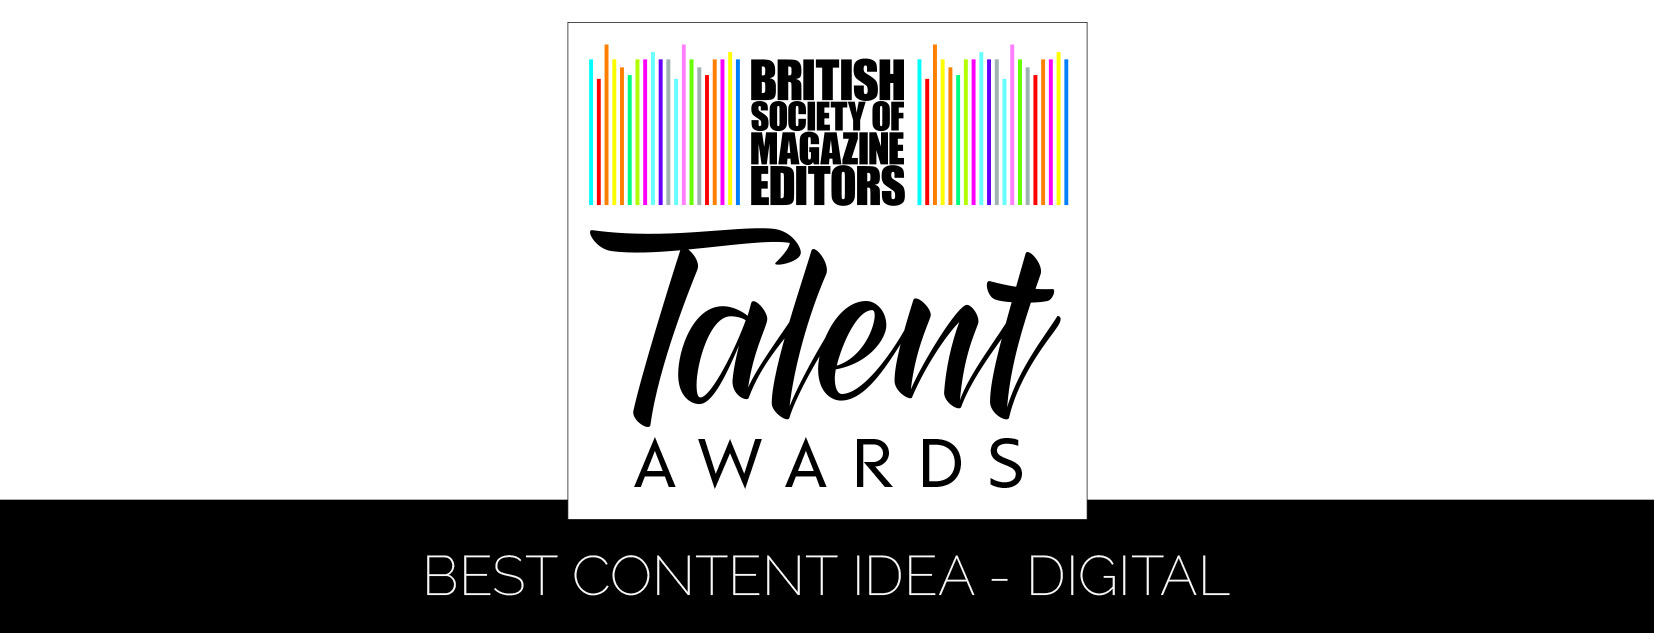 BRITISH
SOCIETY OF
MAGAZINE
EDITORS
Talent
AWARDS
BEST CONTENT IDEA - DIGITAL